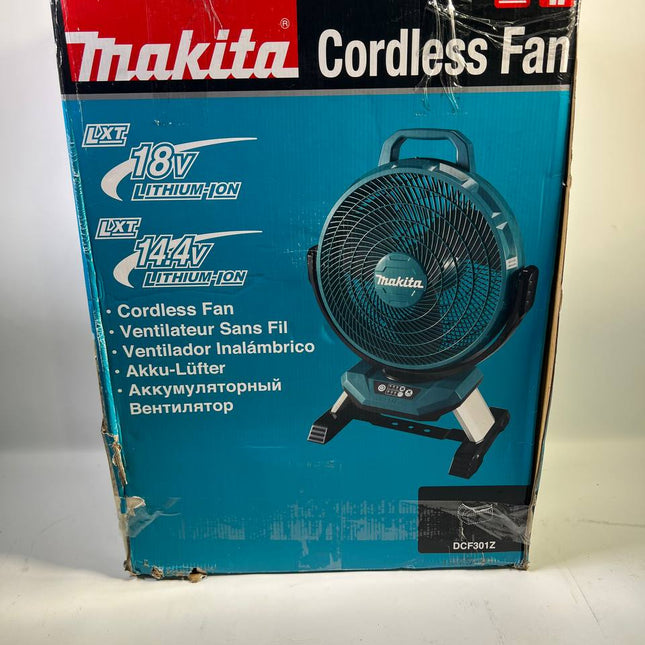 Makita® Cordless Fan
LXT
18V
LITHIUM-ION
LXT
14.4V
LITHIUM-ION
· Cordless Fan
· Ventilateur Sans Fil
· Ventilador Inalámbrico
· Akku-Lüfter
· Аккумуляторный
Вентилятор
makita
DCF301Z